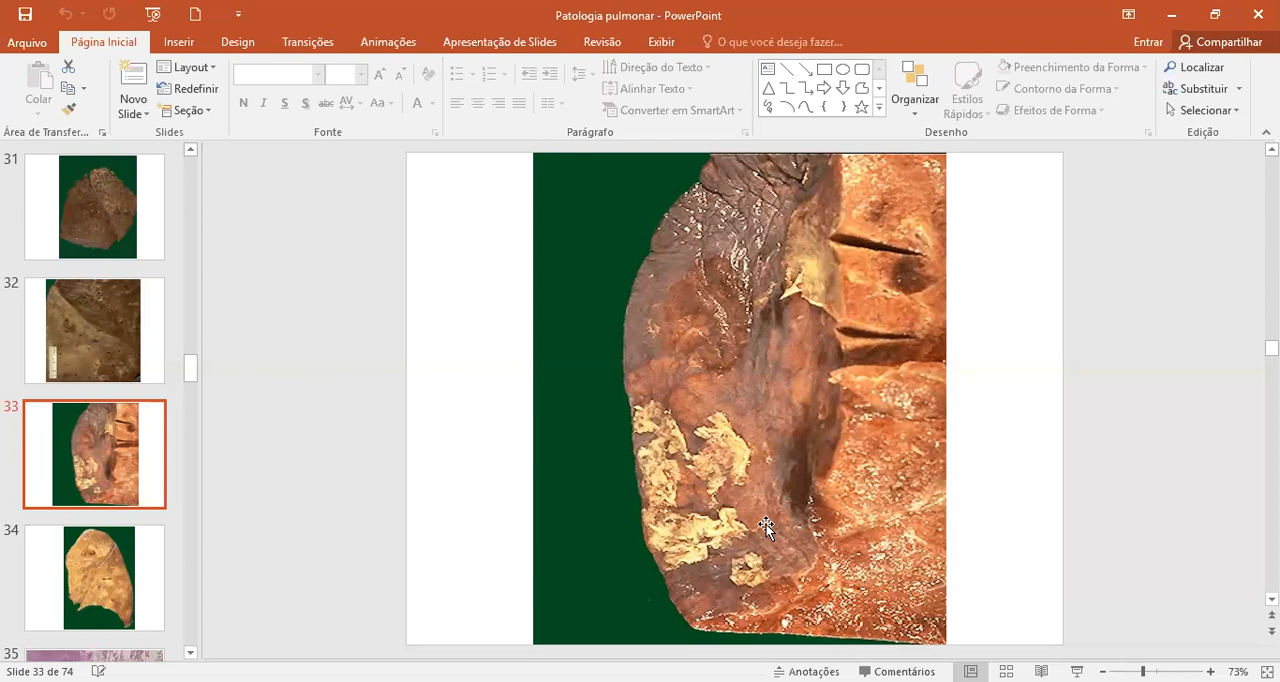 Patologia pulmonar - PowerPoint
Arquivo Página Inicial Inserir Design Transições Animações Apresentação de Slides Revisão Exibir O que você deseja fazer... Entrar Compartilhar
Colar
Novo
Slide
Layout
Redefinir
Seção
N I S S abc AV Aa A
Direção do Texto
Alinhar Texto
Converter em SmartArt
Organizar
Estilos
Rápidos
Preenchimento da Forma
Contorno da Forma
Efeitos de Forma
Localizar
Substituir
Selecionar
Área de Transfer... Slides Fonte Parágrafo Desenho Edição
31
32
33
34
35
Slide 33 de 74 Anotações Comentários 73%